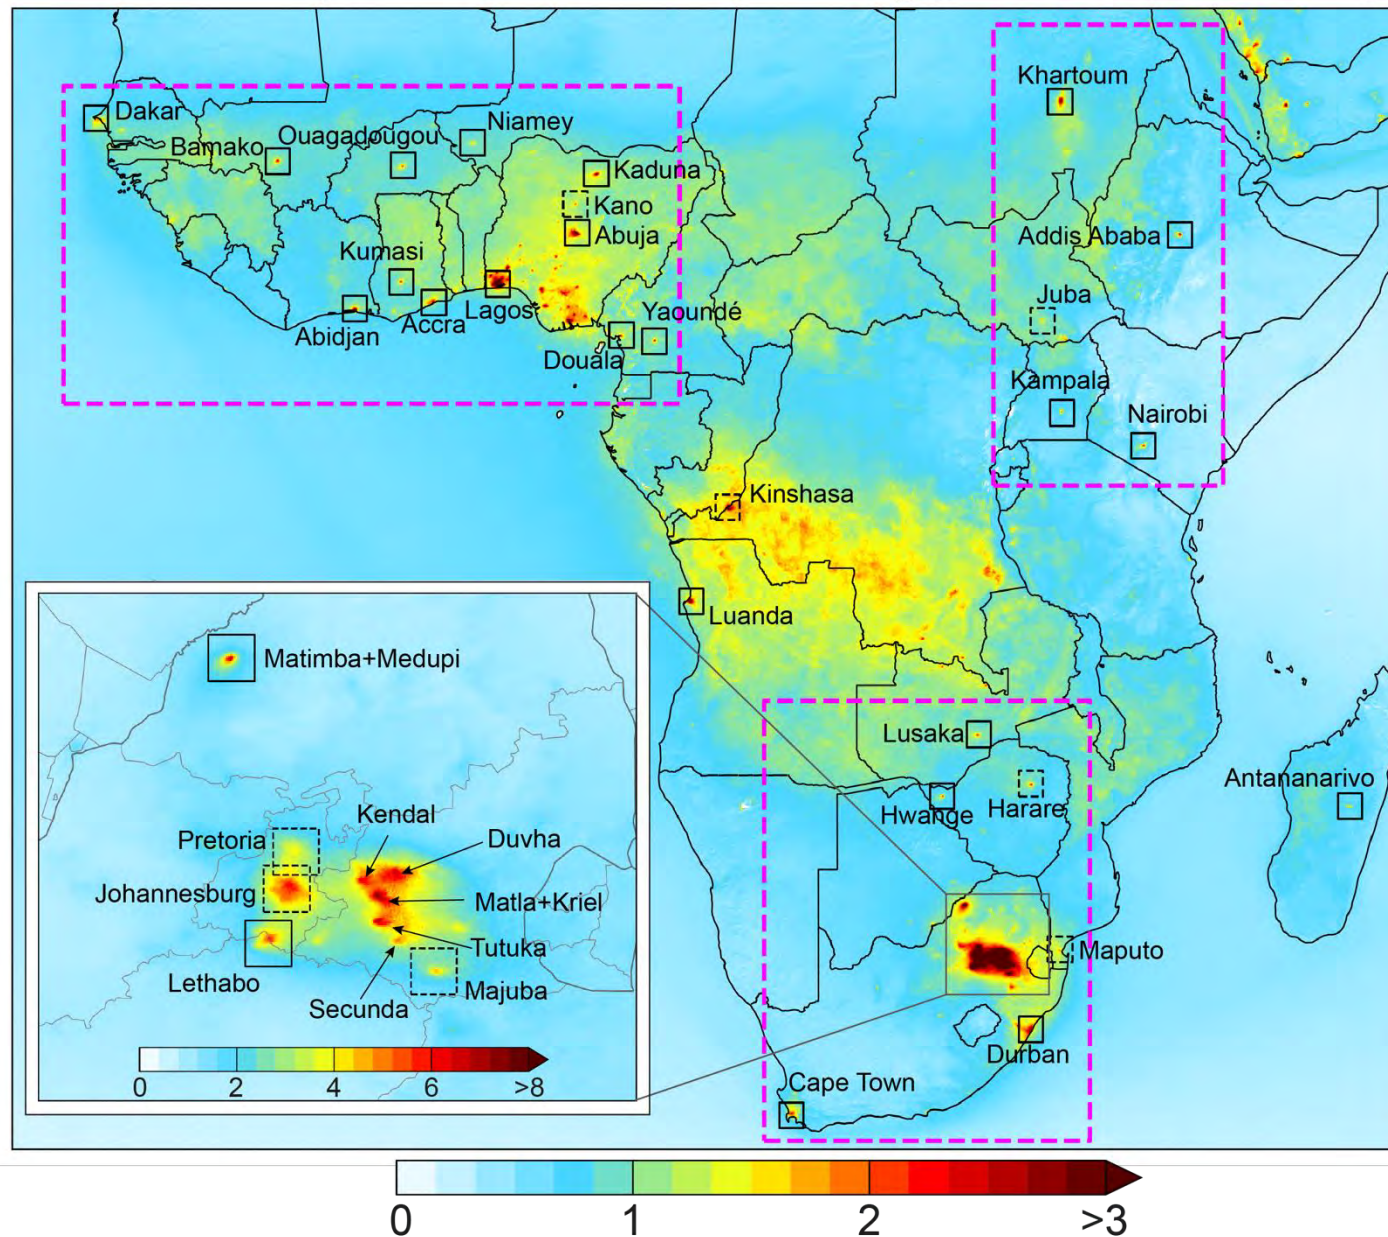 Khartoum
Dakar
Niamey
Ouagadougou
Bamako
Kaduna
Kano
Abuja
Addis Ababa
Kumasi
Juba
Lagos
Yaoundé
Accra
Abidjan
Douala
Kampala
Nairobi
Kinshasa
Luanda
Matimba+Medupi
Lusaka
Antananarivo
Hwange
Harare
Kendal
Pretoria
Duvha
Johannesburg
Matla+Kriel
Tutuka
Maputo
Lethabo
Majuba
Secunda
Durban
0 2 4 6 >8
Cape Town
0 1 2 >3